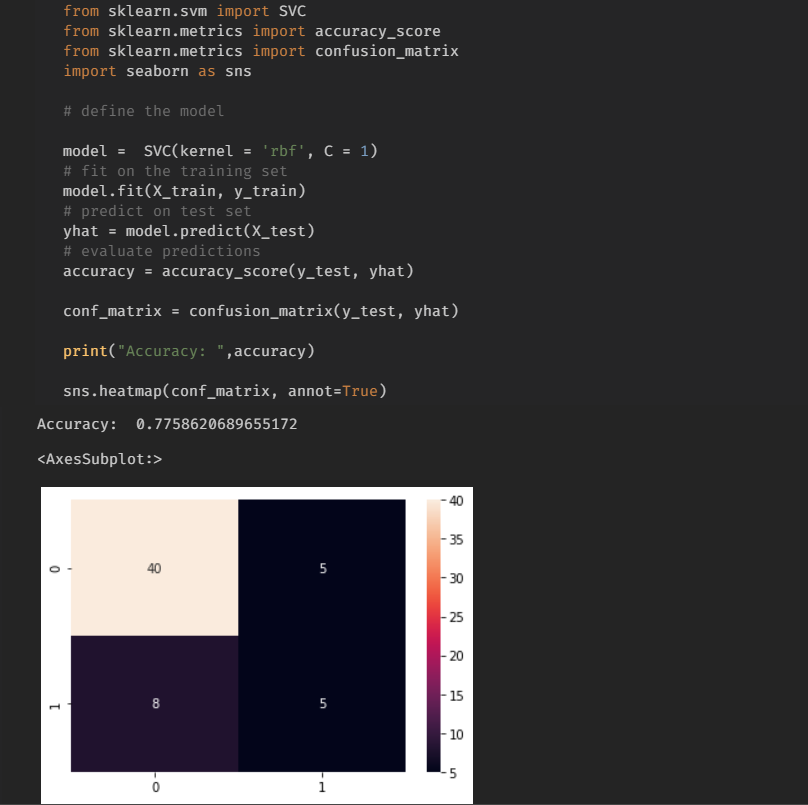 from sklearn.svm import SVC
from sklearn.metrics import accuracy_score
from sklearn.metrics import confusion_matrix
import seaborn as sns
# define the model
model =  SVC(kernel = 'rbf', C = 1)
# fit on the training set
model.fit(X_train, y_train)
# predict on test set
yhat = model.predict(X_test)
# evaluate predictions
accuracy = accuracy_score(y_test, yhat)
conf_matrix = confusion_matrix(y_test, yhat)
print("Accuracy: ",accuracy)
sns.heatmap(conf_matrix, annot=True)
Accuracy:  0.7758620689655172
<AxesSubplot:>
0
40
5
1
8
5
0
1
40
35
30
25
20
15
10
5